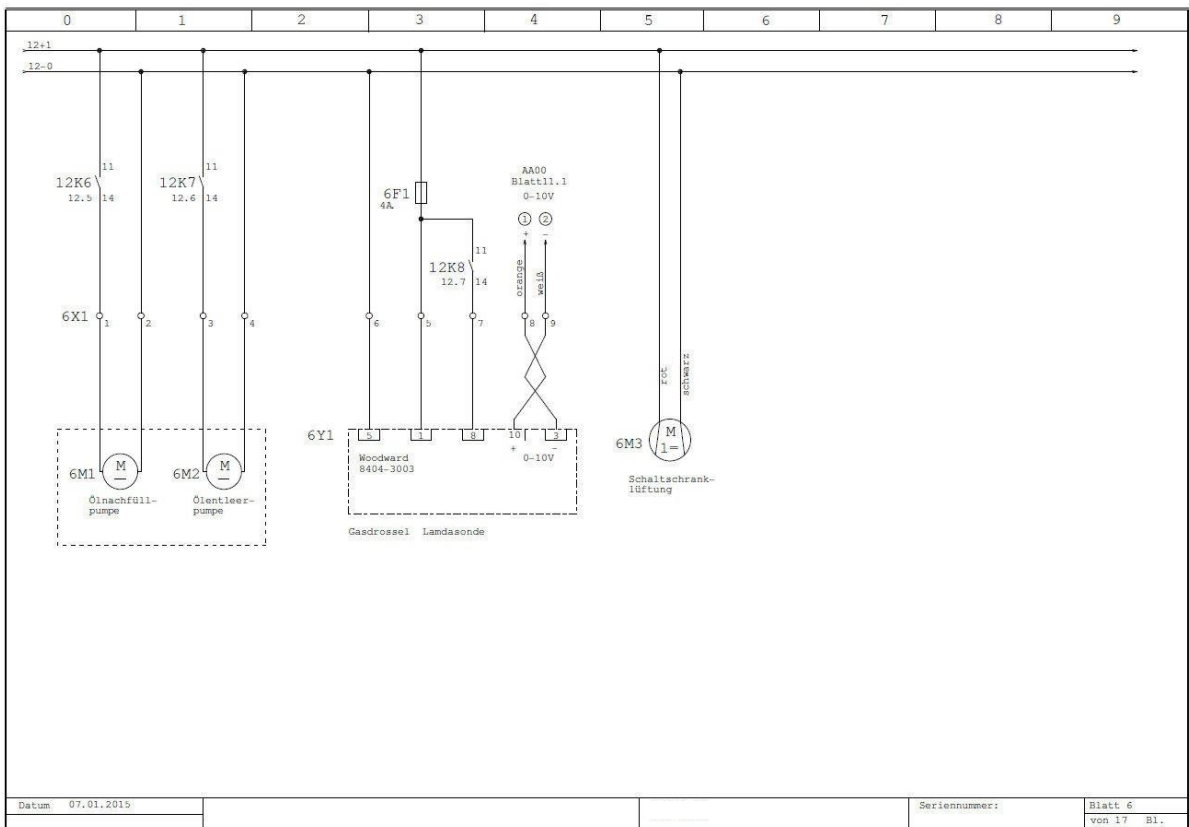 0 1 2 3 4 5 6 7 8 9
12+1
12-0
11
12K6
12.5 14
11
12K7
12.6 14
6F1
4A
11
12K8
12.7 14
AA00
Blatt11.1
0-10V
1 2
+ -
orange
weiß
6X1 1 2 3 4 6 5 7 8 9
rot
schwarz
6Y1 5 1 8 10 3
+ -
0-10V
Woodward
8404-3003
6M1 M
Ölnachfüll-
pumpe
6M2 M
Ölentleer-
pumpe
Gasdrossel Lamdasonde
6M3 M
1=
Schaltschrank-
lüftung
Datum 07.01.2015
Seriennummer:
Blatt 6
von 17 Bl.